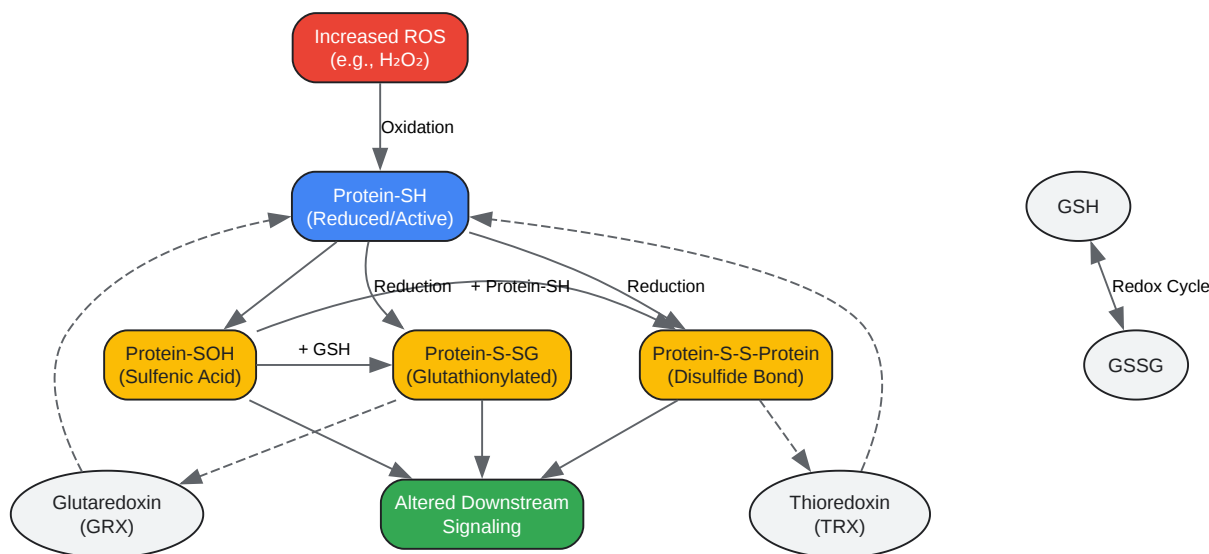 Increased ROS
(e.g., H₂O₂)
Oxidation
Protein-SH
(Reduced/Active)
GSH
Reduction
+ Protein-SH
Reduction
Redox Cycle
Protein-SOH
(Sulfenic Acid)
+ GSH
Protein-S-SG
(Glutathionylated)
Protein-S-S-Protein
(Disulfide Bond)
GSSG
Glutaredoxin
(GRX)
Altered Downstream
Signaling
Thioredoxin
(TRX)